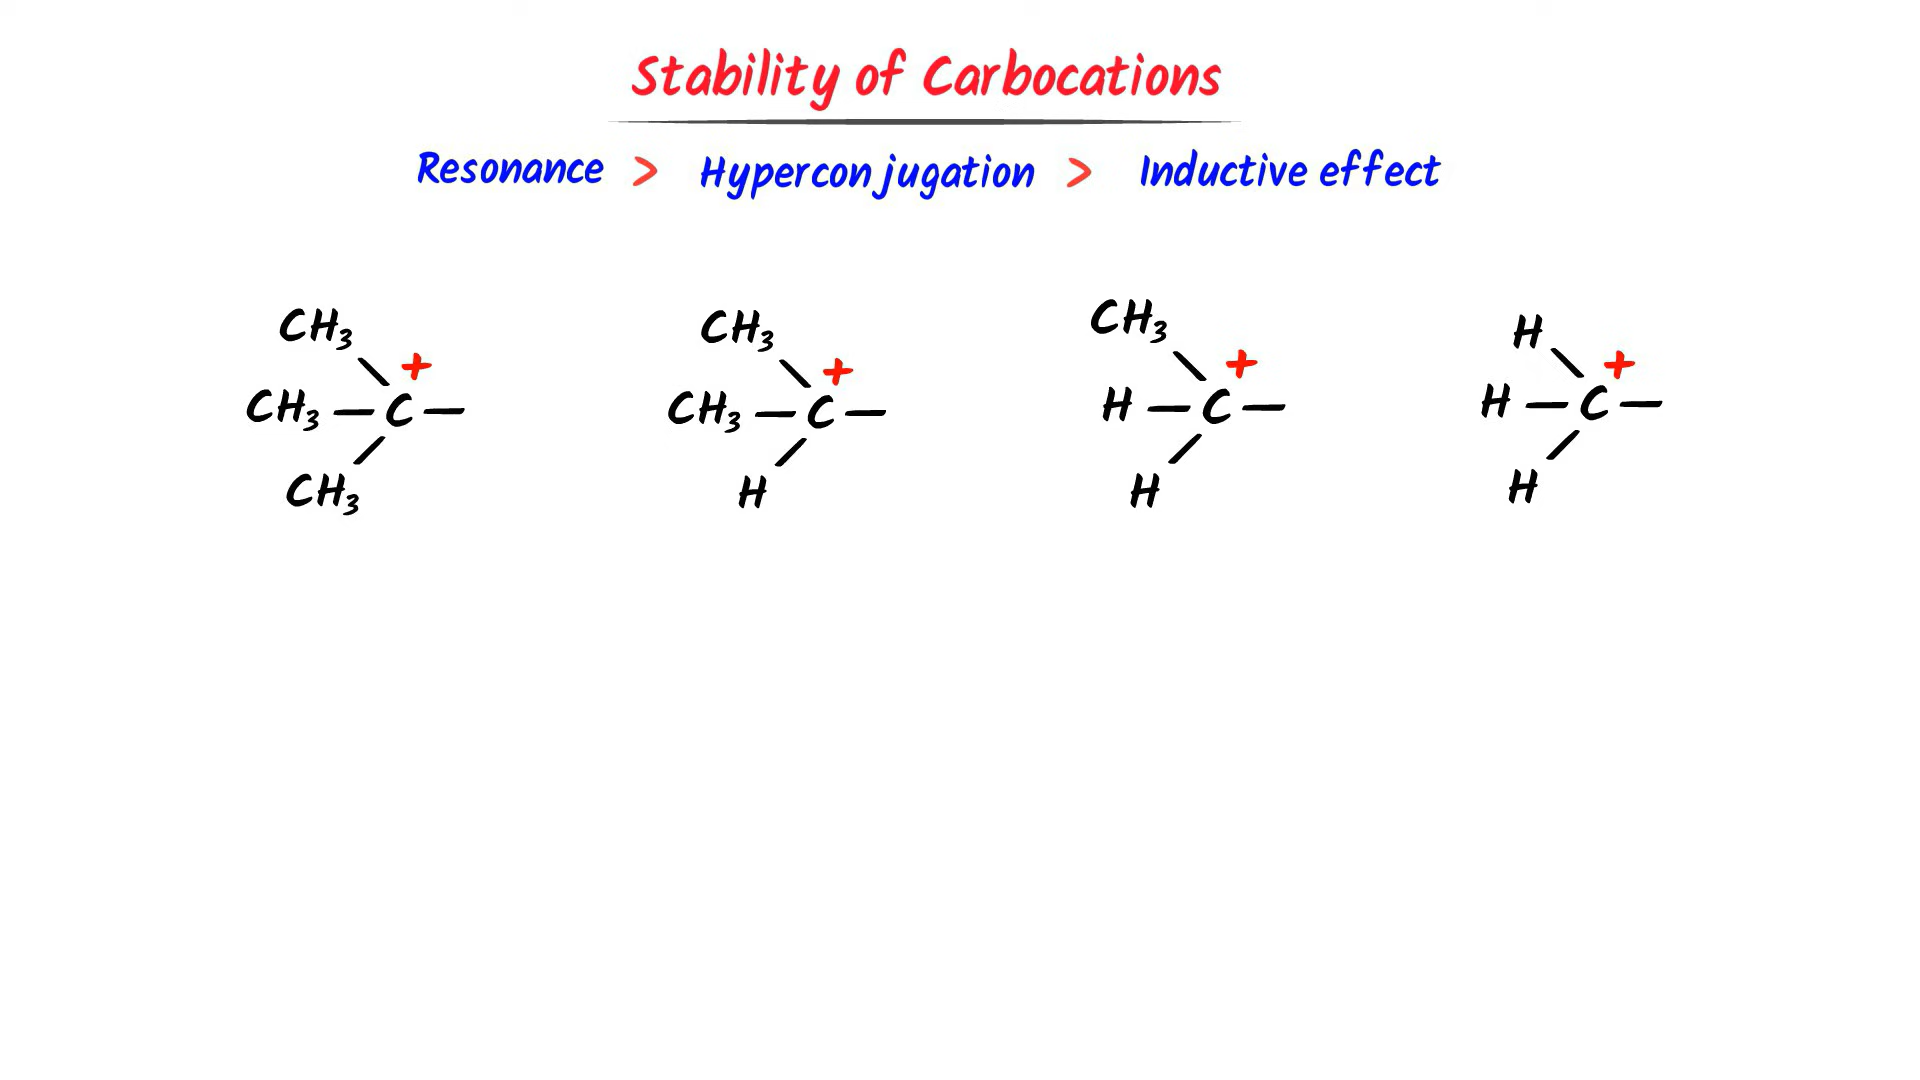 Stability of Carbocations
Resonance > Hyperconjugation > Inductive effect
CH3 CH3 CH3 H
+ + + +
CH3 — C — CH3 — C — H — C — H — C —
CH3 H H H